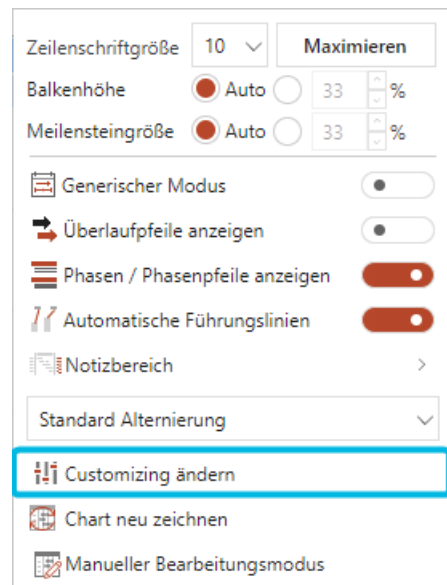 Zeilenschriftgröße 10 Maximieren
Balkenhöhe Auto 33 %
Meilensteingröße Auto 33 %
Generischer Modus
Überlaufpfeile anzeigen
Phasen / Phasenpfeile anzeigen
Automatische Führungslinien
Notizbereich
Standard Alternierung
Customizing ändern
Chart neu zeichnen
Manueller Bearbeitungsmodus